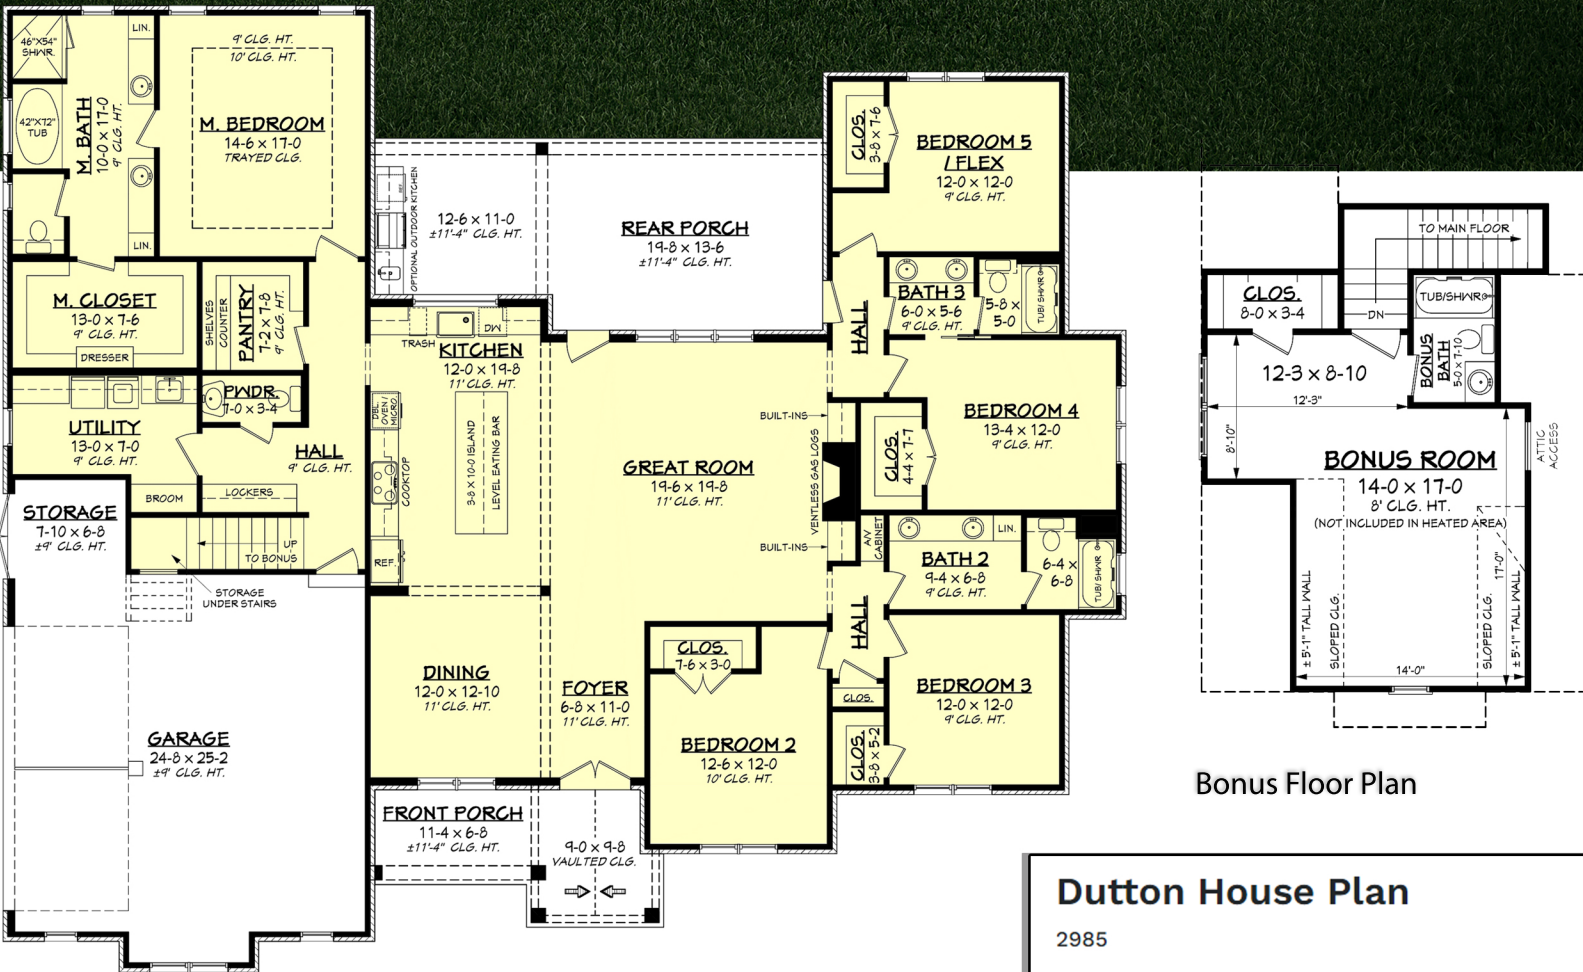 46"X54"
SHWR.
LIN.
42"X72"
TUB
M. BATH
10-0 x 17-0
9' CLG. HT.
LIN.
9' CLG. HT.
10' CLG. HT.
M. BEDROOM
14-6 x 17-0
TRAYED CLG.
M. CLOSET
13-0 x 7-6
9' CLG. HT.
DRESSER
SHELVES
COUNTER
PANTRY
7-2 x 7-8
9' CLG. HT.
PWDR.
7-0 x 3-4
UTILITY
13-0 x 7-0
9' CLG. HT.
HALL
9' CLG. HT.
BROOM
LOCKERS
STORAGE
7-10 x 6-8
±9' CLG. HT.
UP
TO BONUS
STORAGE
UNDER STAIRS
GARAGE
24-8 x 25-2
±9' CLG. HT.
OPTIONAL OUTDOOR KITCHEN
REF.
12-6 x 11-0
±11'-4" CLG. HT.
REAR PORCH
19-8 x 13-6
±11'-4" CLG. HT.
TRASH
DW
KITCHEN
12-0 x 19-8
11' CLG. HT.
DBL.
OVEN/
MICRO.
COOKTOP
3-8 x 10-0 ISLAND
LEVEL EATING BAR
REF.
GREAT ROOM
19-6 x 19-8
11' CLG. HT.
BUILT-INS
VENTLESS GAS LOGS
BUILT-INS
DINING
12-0 x 12-10
11' CLG. HT.
FOYER
6-8 x 11-0
11' CLG. HT.
FRONT PORCH
11-4 x 6-8
±11'-4" CLG. HT.
9-0 x 9-8
VAULTED CLG.
CLOS.
7-6 x 3-0
BEDROOM 2
12-6 x 12-0
10' CLG. HT.
CLOS.
3-8 x 7-6
BEDROOM 5
/ FLEX
12-0 x 12-0
9' CLG. HT.
HALL
BATH 3
6-0 x 5-6
9' CLG. HT.
5-8 x
5-0
TUB/ SHWR
BEDROOM 4
13-4 x 12-0
9' CLG. HT.
CLOS.
4-4 x 7-7
A/V
CABINET
LIN.
BATH 2
9-4 x 6-8
9' CLG. HT.
6-4 x
6-8
TUB/ SHWR
HALL
CLOS.
CLOS.
3-8 x 5-2
BEDROOM 3
12-0 x 12-0
9' CLG. HT.
TO MAIN FLOOR
DN
CLOS.
8-0 x 3-4
TUB/SHWR
BONUS
BATH
5-0 x 7-10
12-3 x 8-10
12'-3"
8'-10"
ATTIC
ACCESS
BONUS ROOM
14-0 x 17-0
8' CLG. HT.
(NOT INCLUDED IN HEATED AREA)
17'-0"
± 5'-1" TALL WALL
SLOPED CLG.
SLOPED CLG.
± 5'-1" TALL WALL
14'-0"
Bonus Floor Plan
Dutton House Plan
2985